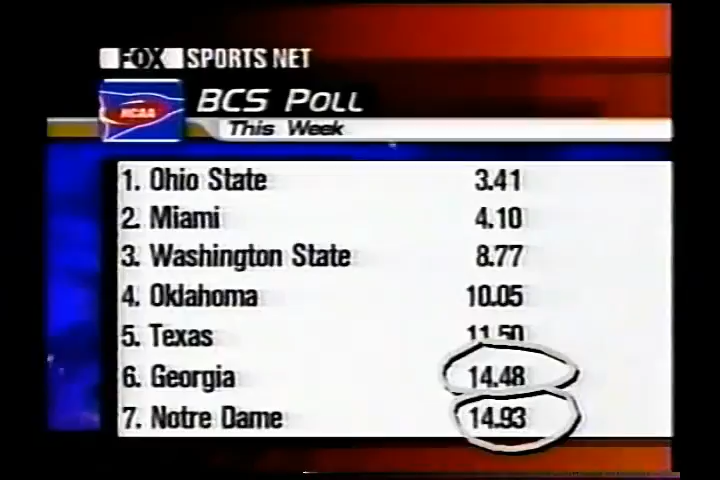 FOX SPORTS NET
NCAA
BCS POLL
This Week
1. Ohio State 3.41
2. Miami 4.10
3. Washington State 8.77
4. Oklahoma 10.05
5. Texas 11.50
6. Georgia 14.48
7. Notre Dame 14.93